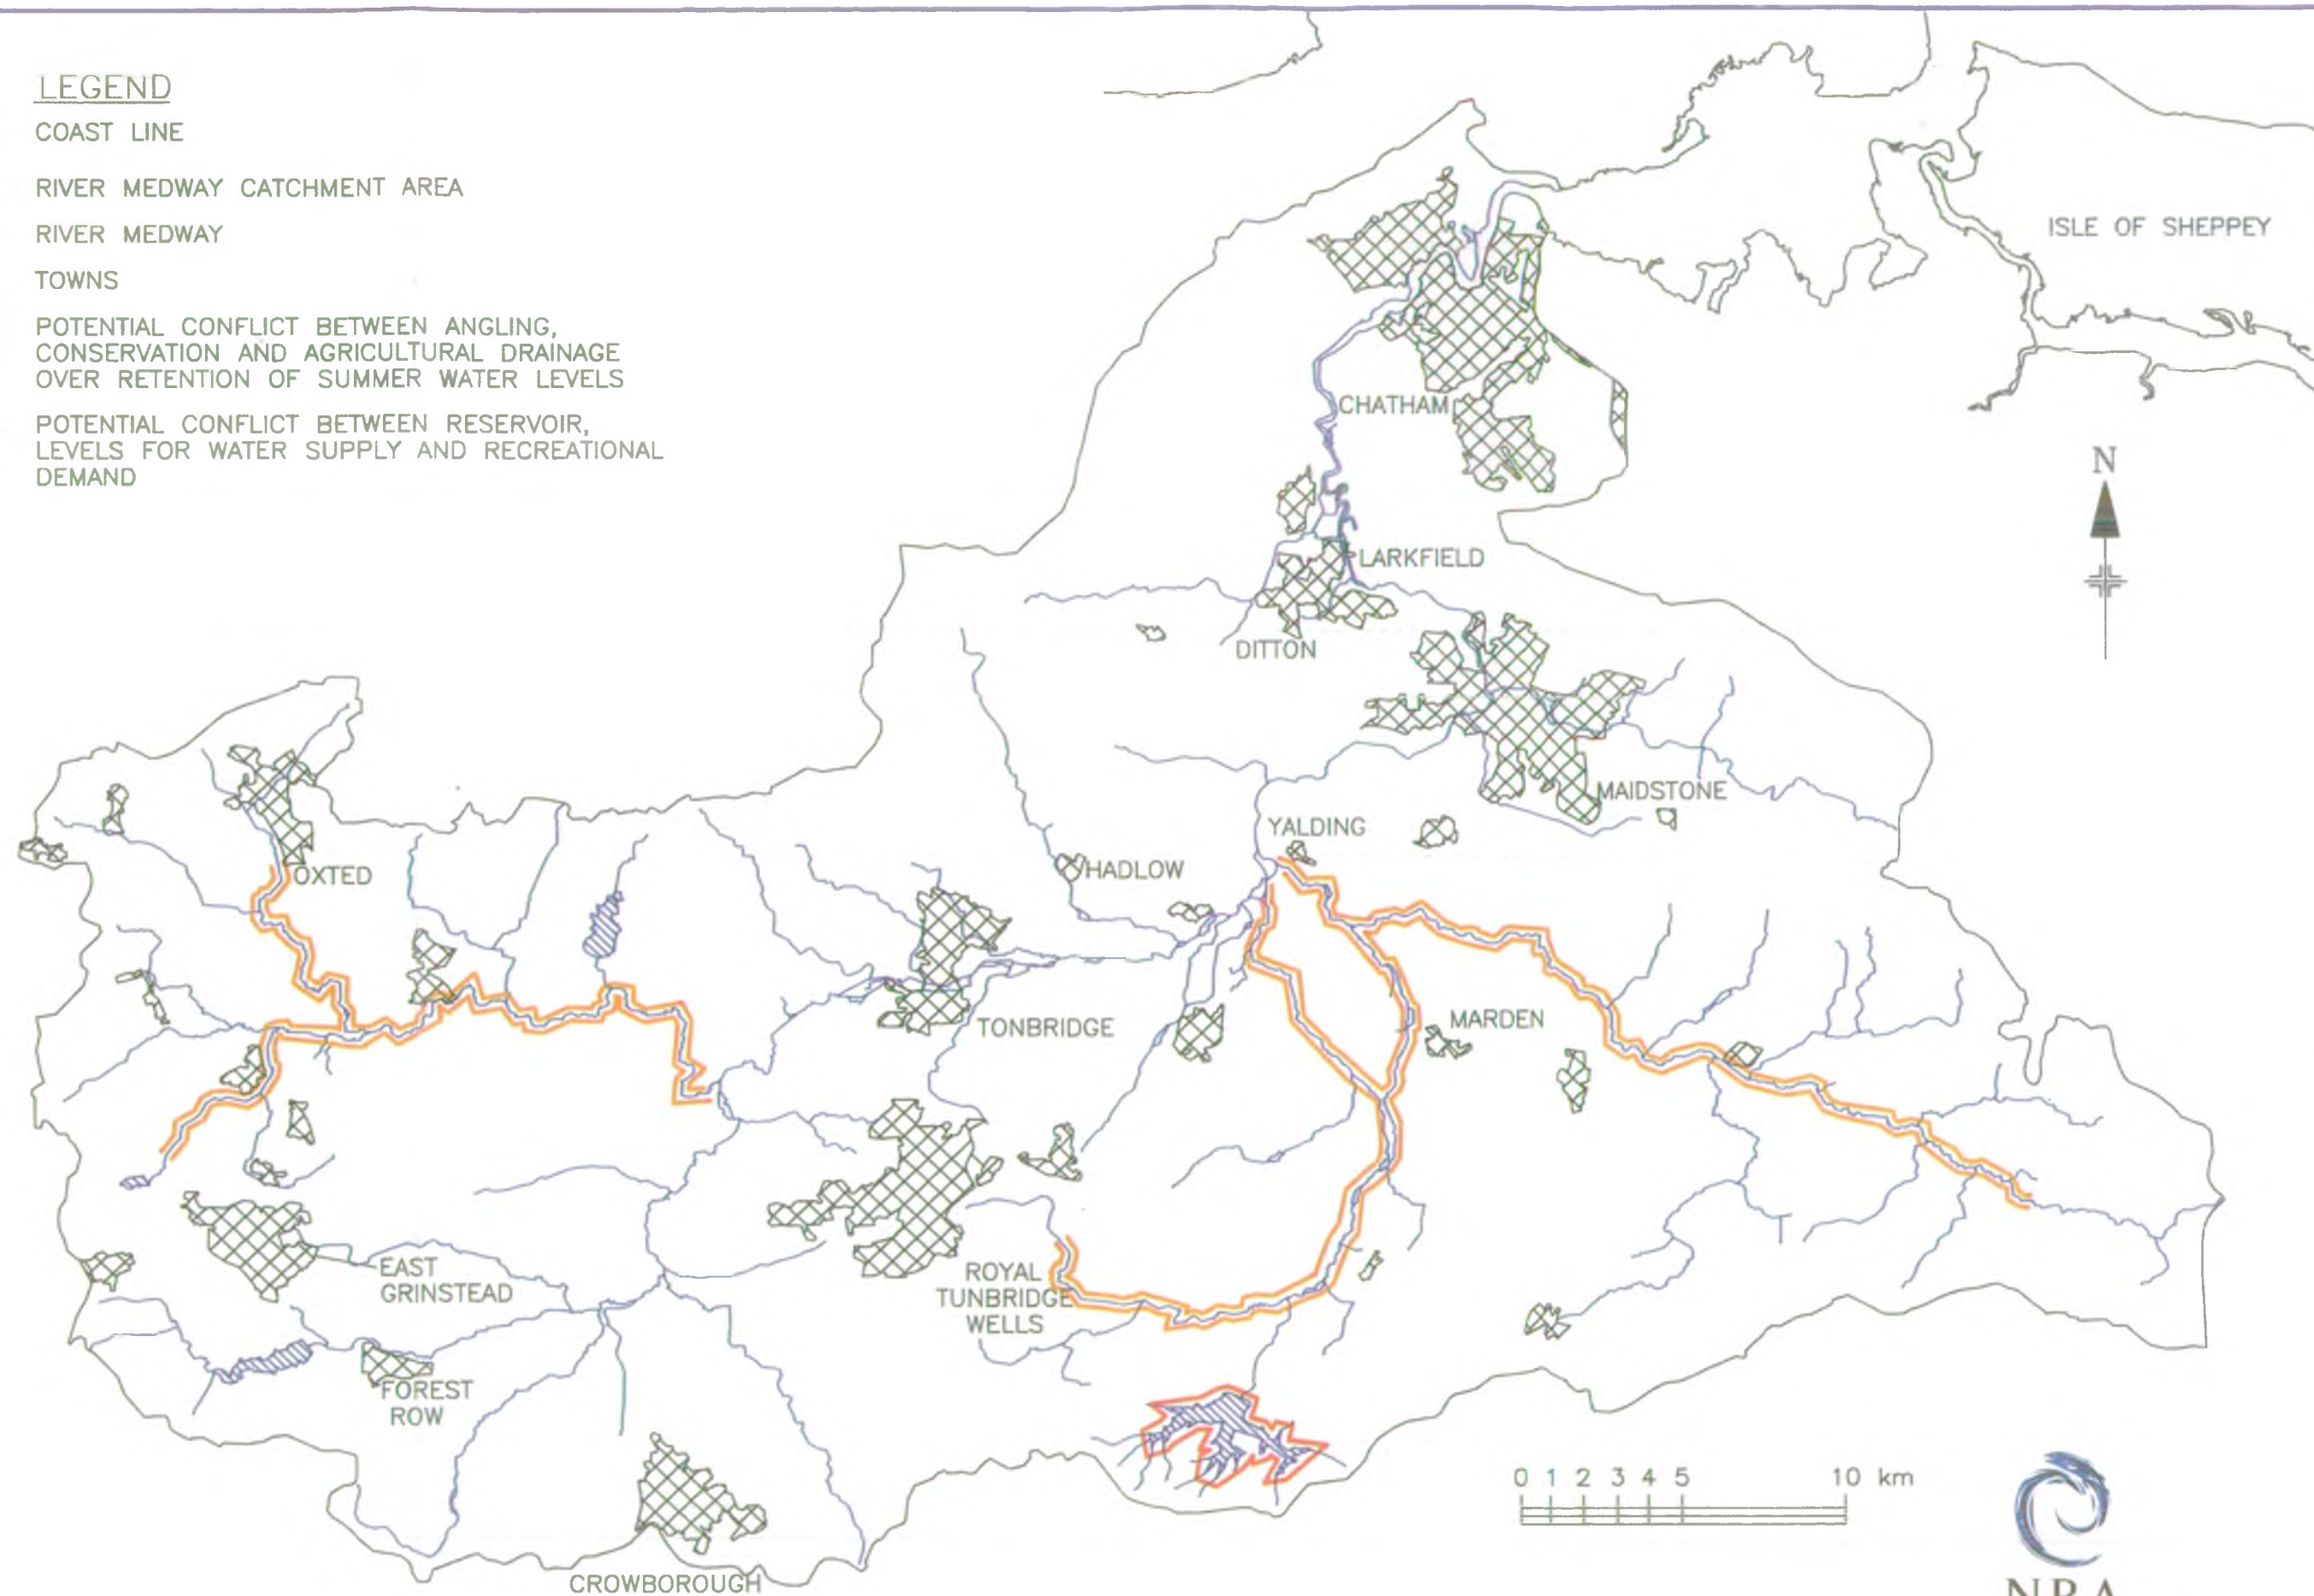 LEGEND
COAST LINE
RIVER MEDWAY CATCHMENT AREA
RIVER MEDWAY
TOWNS
POTENTIAL CONFLICT BETWEEN ANGLING,
CONSERVATION AND AGRICULTURAL DRAINAGE
OVER RETENTION OF SUMMER WATER LEVELS
POTENTIAL CONFLICT BETWEEN RESERVOIR,
LEVELS FOR WATER SUPPLY AND RECREATIONAL
DEMAND
ISLE OF SHEPPEY
CHATHAM
N
LARKFIELD
DITTON
MAIDSTONE
YALDING
HADLOW
OXTED
MARDEN
TONBRIDGE
EAST
GRINSTEAD
ROYAL
TUNBRIDGE
WELLS
FOREST
ROW
0 1 2 3 4 5 10 km
CROWBOROUGH
NRA